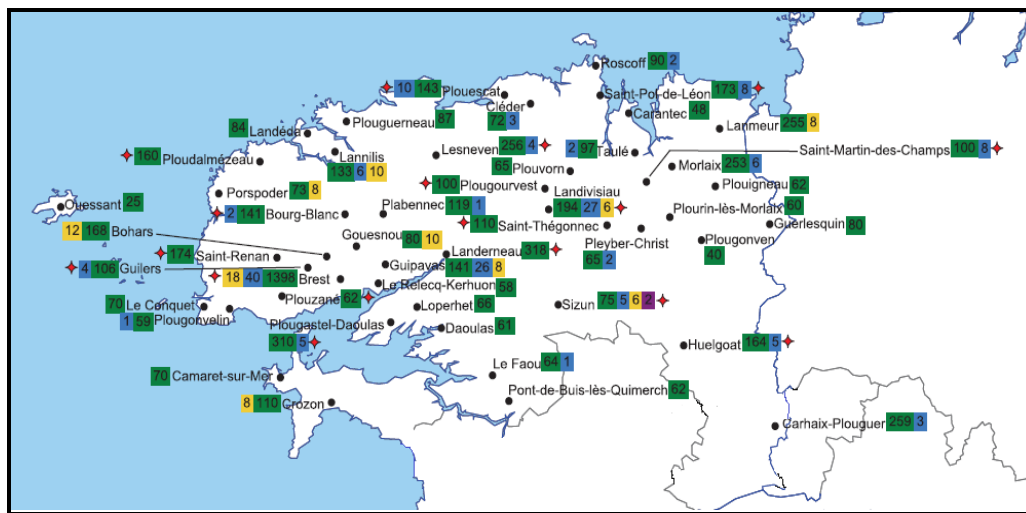 Roscoff 90 2
10 143 Plouescat
Saint-Pol-de-Léon 173 8
Cléder
72 3
Carantec 48
Plouguerneau 87
Lanmeur 255 8
84 Landéda
Lesneven 256 4
2 97 Taulé
Saint-Martin-des-Champs 100 8
160 Ploudalmézeau
Lannilis
133 6 10
65 Plouvorn
Morlaix 253 6
100 Plougourvest
Plouigneau 62
Porspoder 73 8
Landivisiau
194 27 6
Ouessant 25
2 141 Bourg-Blanc
Plabennec 119 1
Plourin-lès-Morlaix 60
110 Saint-Thégonnec
Guerlesquin 80
12 168 Bohars
Gouesnou 80 10
Pleyber-Christ
65 2
Plougonven
40
174 Saint-Renan
Landerneau 318
4 106 Guilers
Guipavas
141 26 8
18 40 1398 Brest
Le Relecq-Kerhuon 58
Plouzané 62
70 Le Conquet
Loperhet 66
Sizun 75 5 6 2
1 59 Plougonvelin
Plougastel-Daoulas
310 5
Daoulas 61
Huelgoat 164 5
Le Faou 64 1
70 Camaret-sur-Mer
Pont-de-Buis-lès-Quimerch 62
8 110 Crozon
Carhaix-Plouguer 259 3